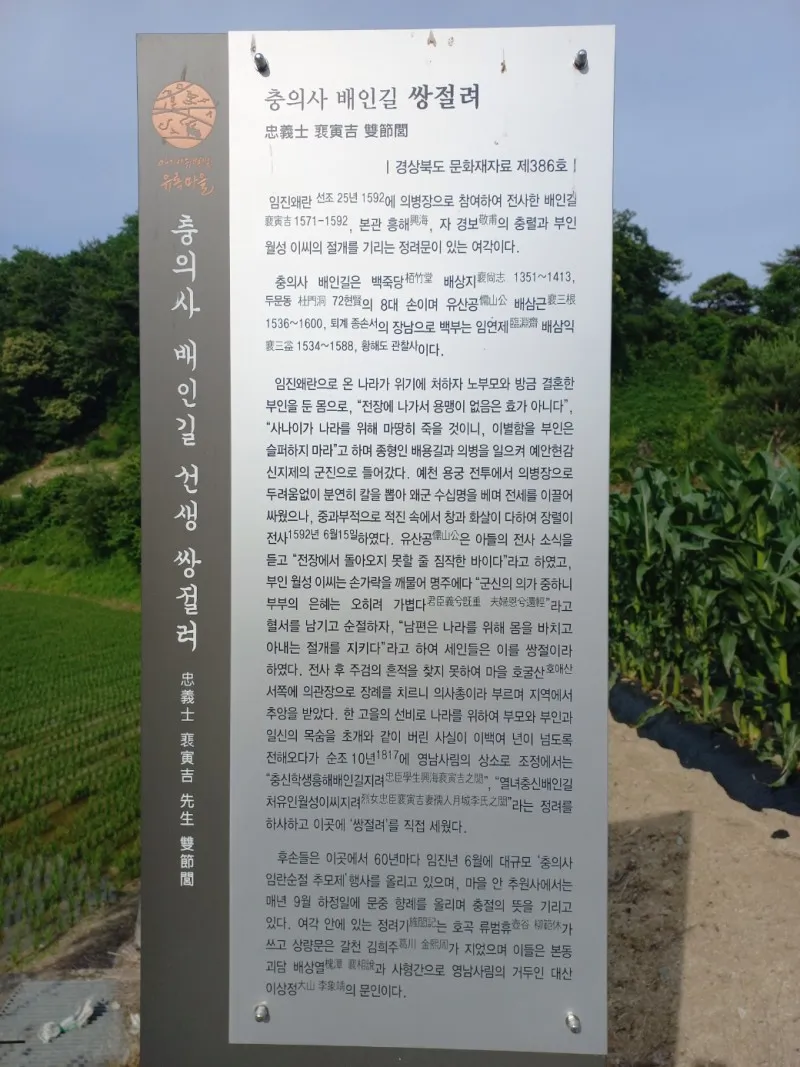 유충마을
충의사 배인길 선생 쌍절려
忠義士 裵寅吉 先生 雙節閭
충의사 배인길 쌍절려
忠義士 裵寅吉 雙節閭
| 경상북도 문화재자료 제386호 |
임진왜란 선조 25년 1592에 의병장으로 참여하여 전사한 배인길
裵寅吉 1571~1592, 본관 흥해興海, 자 경보敬甫의 충렬과 부인
월성 이씨의 절개를 기리는 정려문이 있는 여각이다.
충의사 배인길은 백죽당栢竹堂 배상지裵尙志 1351~1413,
두문동 杜門洞 72현賢의 8대 손이며 유산공 배삼근裵三根
1536~1600, 퇴계 종손서의 장남으로 백부는 임연제臨淵齋 배삼익
裵三益 1534~1588, 황해도 관찰사이다.
임진왜란으로 온 나라가 위기에 처하자 노부모와 방금 결혼한
부인을 둔 몸으로, “전장에 나가서 용맹이 없음은 효가 아니다”,
“사나이가 나라를 위해 마땅히 죽을 것이니, 이별함을 부인은
슬퍼하지 마라”고 하며 종형인 배용길과 의병을 일으켜 예안현감
신지제의 군진으로 들어갔다. 예천 용궁 전투에서 의병장으로
두려움없이 분연히 칼을 뽑아 왜군 수십명을 베며 전세를 이끌어
싸웠으나, 중과부적으로 적진 속에서 창과 화살이 다하여 장렬이
전사1592년 6월15일하였다. 유산공은 아들의 전사 소식을
듣고 “전장에서 돌아오지 못할 줄 짐작한 바이다”라고 하였고,
부인 월성 이씨는 손가락을 깨물어 명주에다 “군신의 의가 중하니
부부의 은혜는 오히려 가볍다君臣義兮旣重 夫婦恩兮還輕”라고
혈서를 남기고 순절하자, “남편은 나라를 위해 몸을 바치고
아내는 절개를 지키다”라고 하여 세인들은 이를 쌍절이라
하였다. 전사 후 주검의 흔적을 찾지 못하여 마을 호굴산호애산
서쪽에 의관장으로 장례를 치르니 의사총이라 부르며 지역에서
추앙을 받았다. 한 고을의 선비로 나라를 위하여 부모와 부인과
일신의 목숨을 초개와 같이 버린 사실이 이백여 년이 넘도록
전해오다가 순조 10년1817에 영남사림의 상소로 조정에서는
“충신학생흥해배인길지려忠臣學生興海裵寅吉之閭”, “열녀충신배인길
처유인월성이씨지려烈女忠臣裵寅吉妻孺人月城李氏之閭”라는 정려를
하사하고 이곳에 ‘쌍절려’를 직접 세웠다.
후손들은 이곳에서 60년마다 임진년 6월에 대규모 ‘충의사
임란순절 추모제’행사를 올리고 있으며, 마을 안 추원사에서는
매년 9월 하정일에 문중 향례를 올리며 충절의 뜻을 기리고
있다. 여각 안에 있는 정려기旌閭記는 호곡 류범휴壺谷 柳範休가
쓰고 상량문은 갈천 김희주葛川 金熙周가 지었으며 이들은 본동
괴담 배상열槐潭 裵相說과 사형간으로 영남사림의 거두인 대산
이상정大山 李象靖의 문인이다.